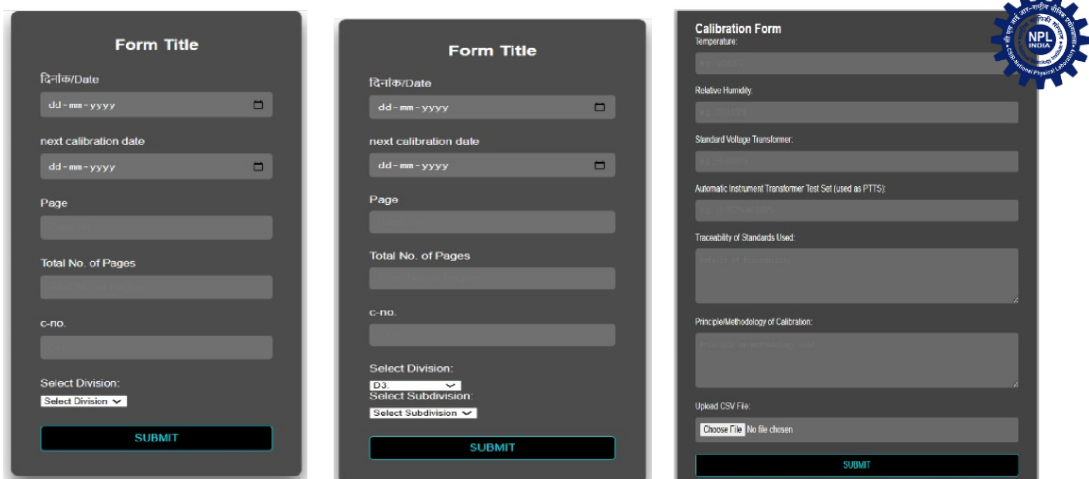 Form Title
दिनांक/Date
dd-mm-yyyy
next calibration date
dd-mm-yyyy
Page
Total No. of Pages
c-no.
Select Division:
Select Division
SUBMIT
Form Title
दिनांक/Date
dd-mm-yyyy
next calibration date
dd-mm-yyyy
Page
Total No. of Pages
c-no.
Select Division:
D3.
Select Subdivision:
Select Subdivision
SUBMIT
Calibration Form
Temperature:
Relative Humidity:
Standard Voltage Transformer:
Automatic Instrument Transformer Test Set (used as PTTS):
Traceability of Standards Used:
Principle/Methodology of Calibration:
Upload CSV File:
Choose File No file chosen
SUBMIT
NPL
INDIA